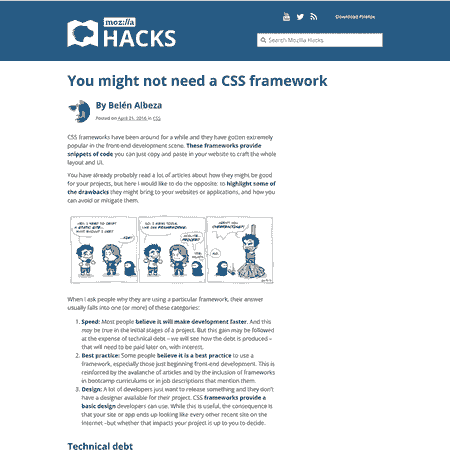 moz://a
HACKS
Download Firefox
Search Mozilla Hacks
You might not need a CSS framework
By Belén Albeza
Posted on April 21, 2016 in CSS
CSS frameworks have been around for a while and they have gotten extremely
popular in the front-end development scene. These frameworks provide
snippets of code you can just copy and paste in your website to craft the whole
layout and UI.
You have already probably read a lot of articles about how they might be good
for your projects, but here I would like to do the opposite: to highlight some of
the drawbacks they might bring to your websites or applications, and how you
can avoid or mitigate them.
When I ask people why they are using a particular framework, their answer
usually falls into one (or more) of these categories:
1. Speed: Most people believe it will make development faster. And this
may be true in the initial stages of a project. But this gain may be followed
at the expense of technical debt – we will see how the debt is produced –
that will need to be paid later on, with interest.
2. Best practice: Some people believe it is a best practice to use a
framework, especially those just beginning front-end development. This is
reinforced by the avalanche of articles and by the inclusion of frameworks
in bootcamp curriculums or in job descriptions that mention them.
3. Design: A lot of developers just want to release something and they don't
have a designer available for their project. CSS frameworks provide a
basic design developers can use. While this is useful, the consequence is
that your site or app ends up looking like every other recent site on the
Internet –but whether that impacts your project is up to you to decide.
Technical debt